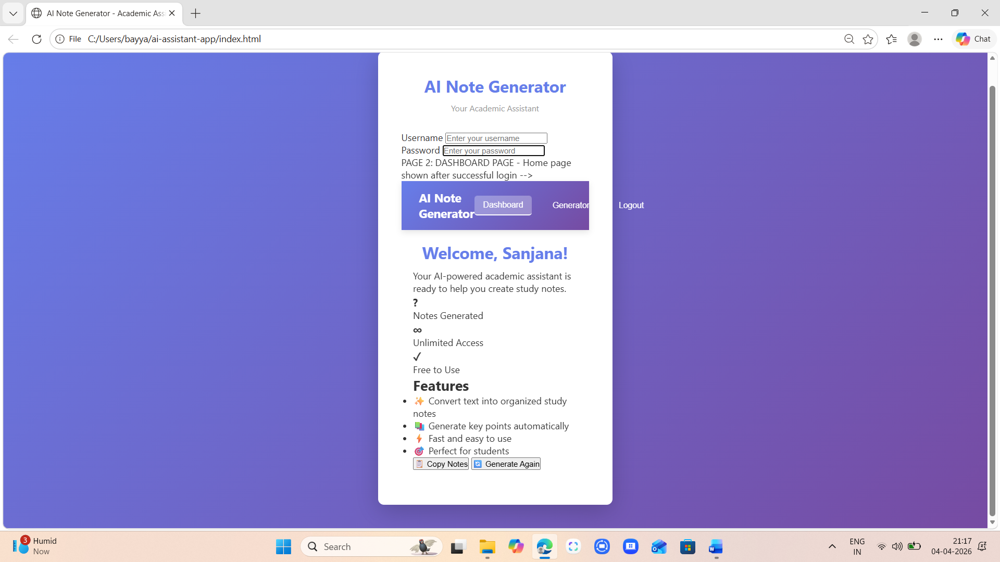 AI Note Generator - Academic Ass
File C:/Users/bayya/ai-assistant-app/index.html
Chat
AI Note Generator
Your Academic Assistant
Username Enter your username
Password Enter your password
PAGE 2: DASHBOARD PAGE - Home page
shown after successful login -->
AI Note
Generator
Dashboard Generator Logout
Welcome, Sanjana!
Your AI-powered academic assistant is
ready to help you create study notes.
?
Notes Generated
∞
Unlimited Access
✓
Free to Use
Features
• ✨ Convert text into organized study
notes
• 📚 Generate key points automatically
• ⚡ Fast and easy to use
• 🎯 Perfect for students
📋 Copy Notes 🔄 Generate Again
3 Humid
Now
Search
ENG
IN
21:17
04-04-2026